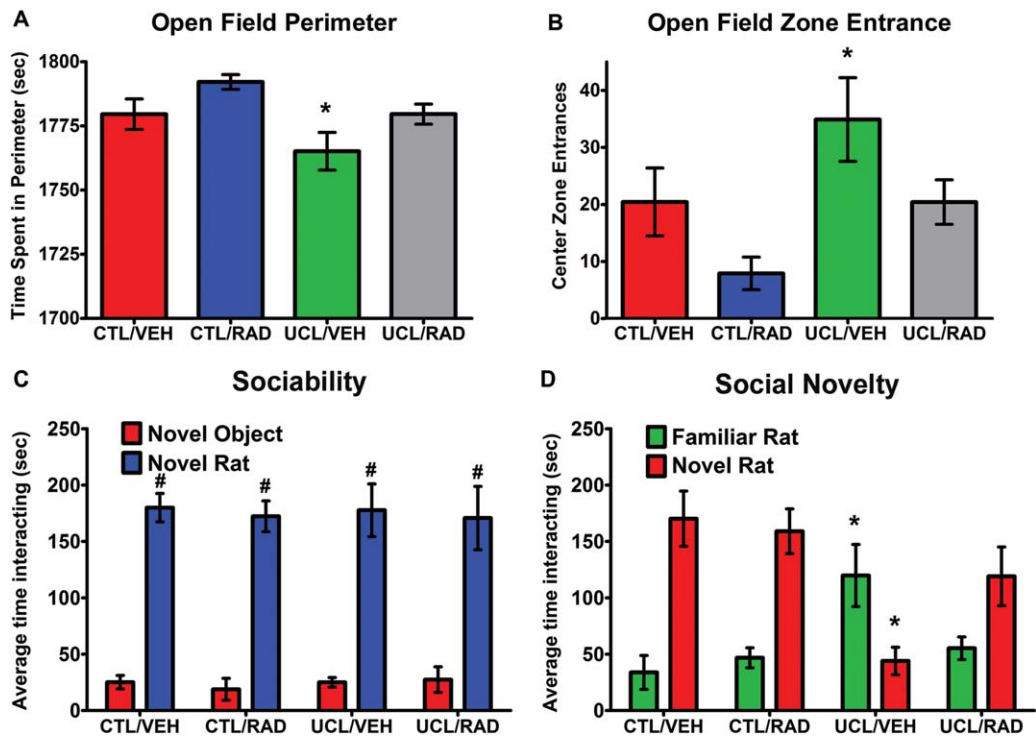 A
Open Field Perimeter
Time Spent in Perimeter (sec)
1800
1775
1750
1725
1700
*
CTL/VEH CTL/RAD UCL/VEH UCL/RAD
B
Open Field Zone Entrance
Center Zone Entrances
40
30
20
10
0
*
CTL/VEH CTL/RAD UCL/VEH UCL/RAD
C
Sociability
Average time interacting (sec)
250
200
150
100
50
0
Novel Object
Novel Rat
# # # #
CTL/VEH CTL/RAD UCL/VEH UCL/RAD
D
Social Novelty
Average time interacting (sec)
250
200
150
100
50
0
Familiar Rat
Novel Rat
* *
CTL/VEH CTL/RAD UCL/VEH UCL/RAD